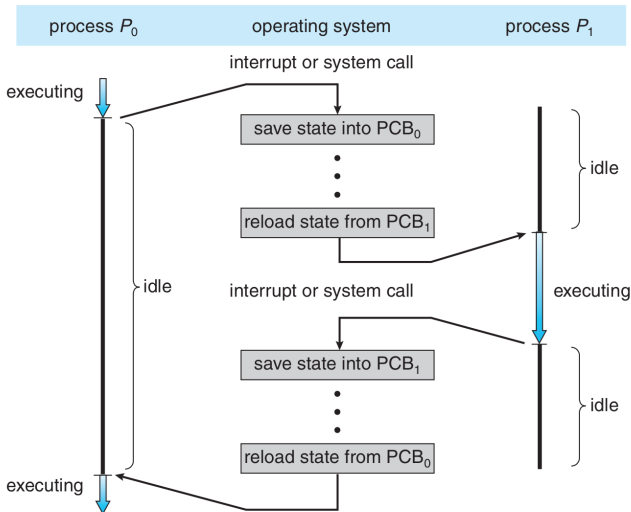 process P₀ operating system process P₁
interrupt or system call
executing
save state into PCB₀
idle
reload state from PCB₁
idle
interrupt or system call
executing
save state into PCB₁
idle
reload state from PCB₀
executing